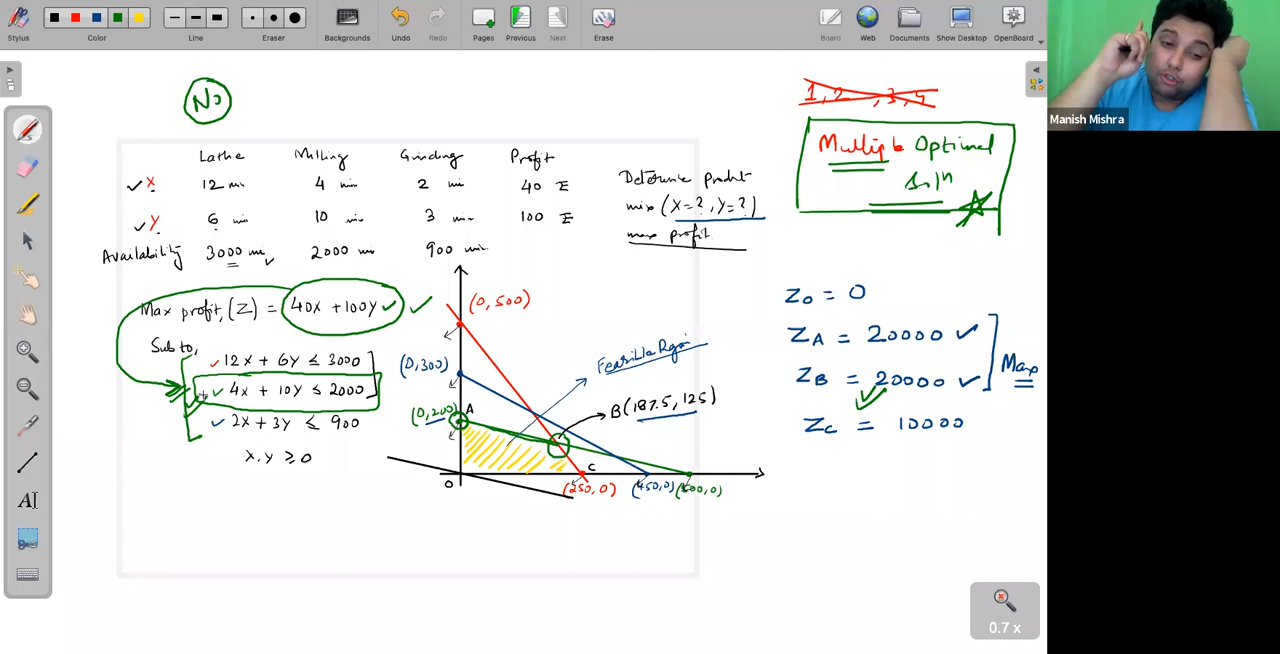 Stylus
Color
Line
Eraser
Backgrounds
Undo
Redo
Pages
Previous
Next
Erase
Board
Web
Documents
Show Desktop
OpenBoard
Manish Mishra
No
Lathe Milling Grinding Profit
X 12 min 4 min 2 min 40
Y 6 min 10 min 3 min 100
Availability 3000 min 2000 min 900 min
Determine product
mix (X=?, Y=?)
max profit
1, 2, 3, 4
Multiple Optimal
Solⁿ
Max profit, (Z) = 40X + 100Y
Sub to,
12X + 6Y ≤ 3000
4X + 10Y ≤ 2000
2X + 3Y ≤ 900
X, Y ≥ 0
(0, 500)
(0, 300)
(0, 200)
A
Feasible Region
B(187.5, 125)
C
O
(250, 0) (450, 0) (500, 0)
Z₀ = 0
Z_A = 20000
Z_B = 20000
Z_C = 10000
Max
0.7 x